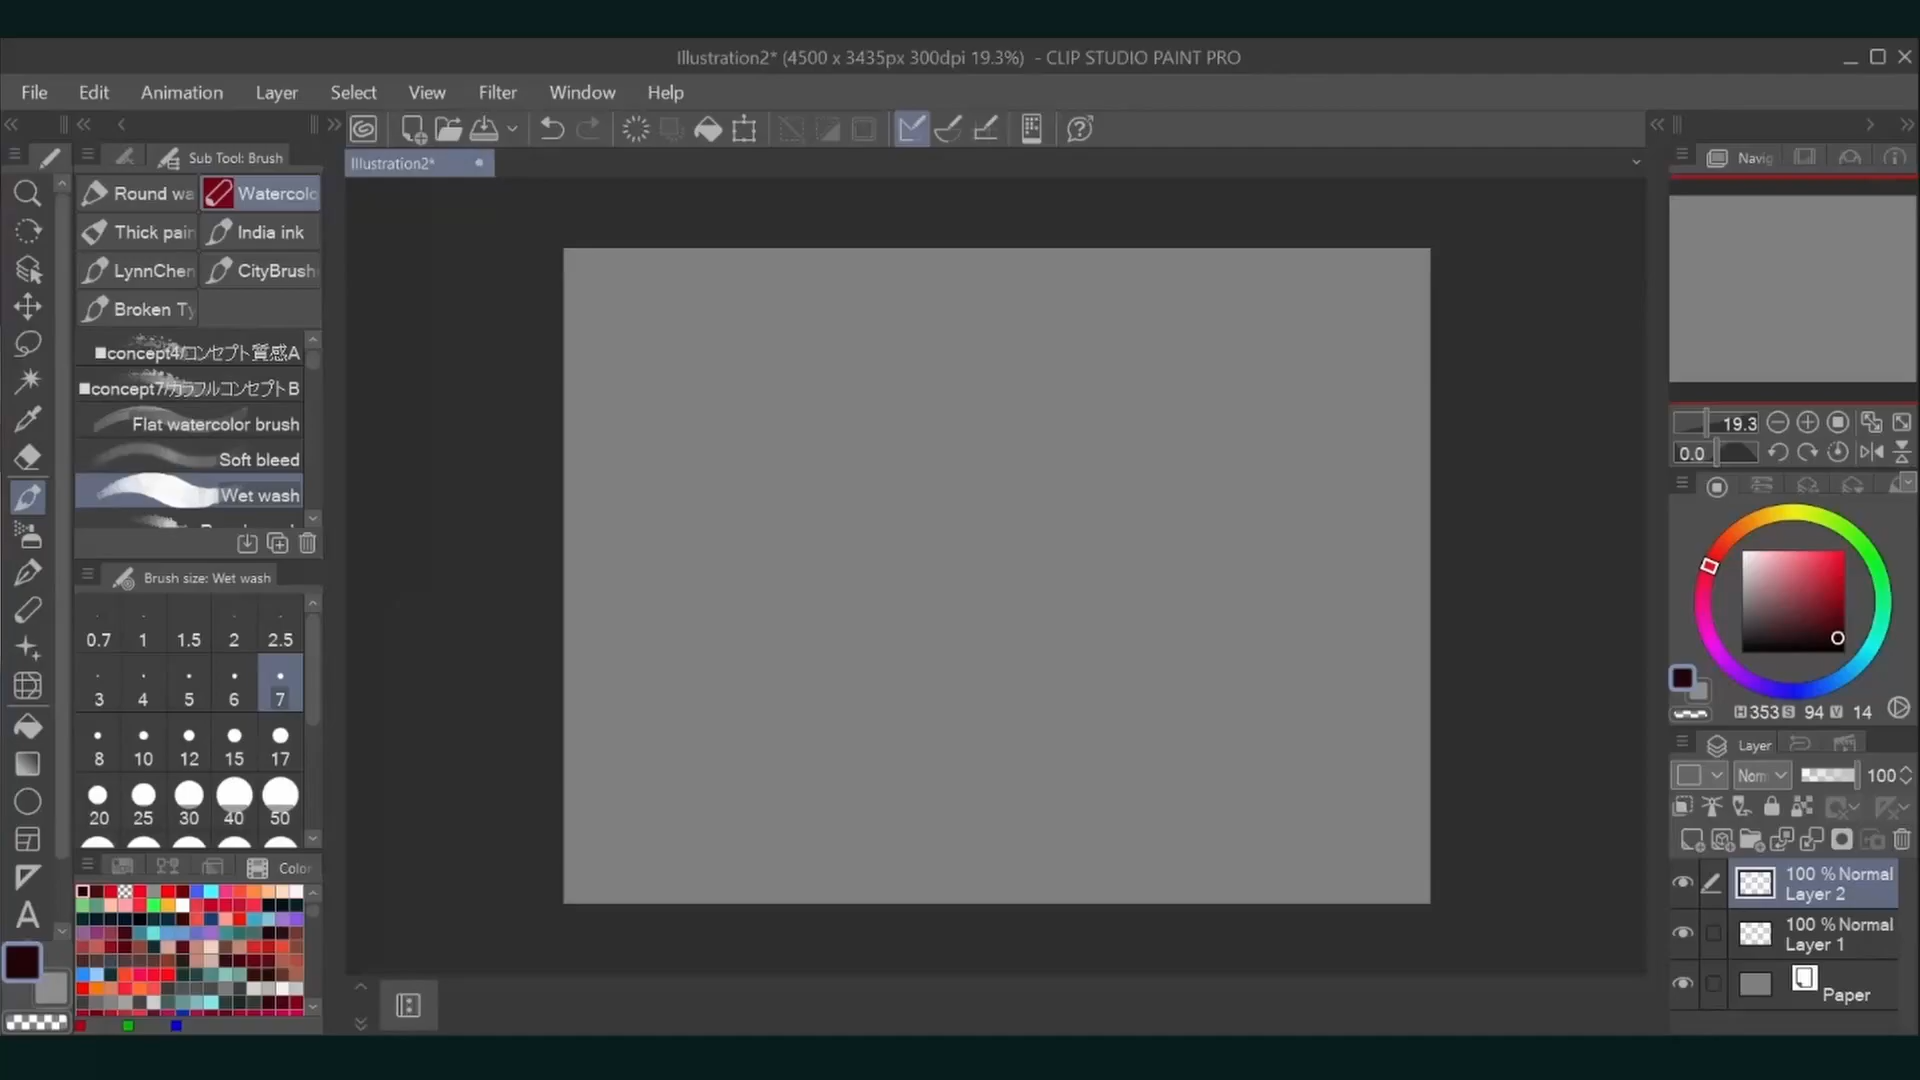 Illustration2* (4500 x 3435px 300dpi 19.3%) - CLIP STUDIO PAINT PRO
File Edit Animation Layer Select View Filter Window Help
Sub Tool: Brush
Illustration2*
Navig
Round wa
Watercolo
Thick pain
India ink
LynnChen
CityBrush
Broken Ty
■concept4/コンセプト質感A
■concept7/カラフルコンセプトB
Flat watercolor brush
Soft bleed
Wet wash
Brush size: Wet wash
0.7 1 1.5 2 2.5
3 4 5 6 7
8 10 12 15 17
20 25 30 40 50
Color
19.3
0.0
H 353 S 94 V 14
Layer
Norn 100
100 % Normal
Layer 2
100 % Normal
Layer 1
Paper